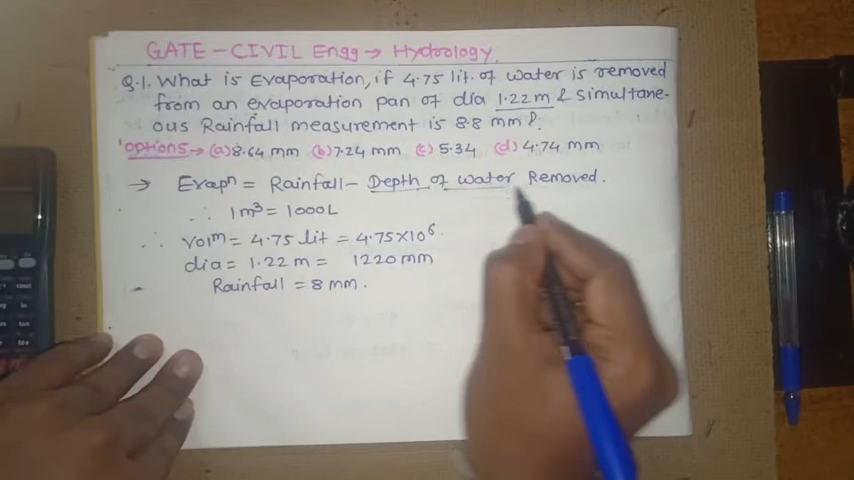 GATE-CIVIL Engg → Hydrology
Q.1. What is Evaporation, if 4.75 lit. of water is removed
from an evaporation pan of dia 1.22 m & Simultane-
ous Rainfall measurement is 8.8 mm?
Options → (a) 8.64 mm (b) 7.24 mm (c) 5.34 (d) 4.74 mm
→ Evapⁿ = Rainfall - Depth of water Removed.
∴ 1m³ = 1000L
∴ Volᵐ = 4.75 lit = 4.75×10⁶.
dia = 1.22 m = 1220 mm
Rainfall = 8 mm.